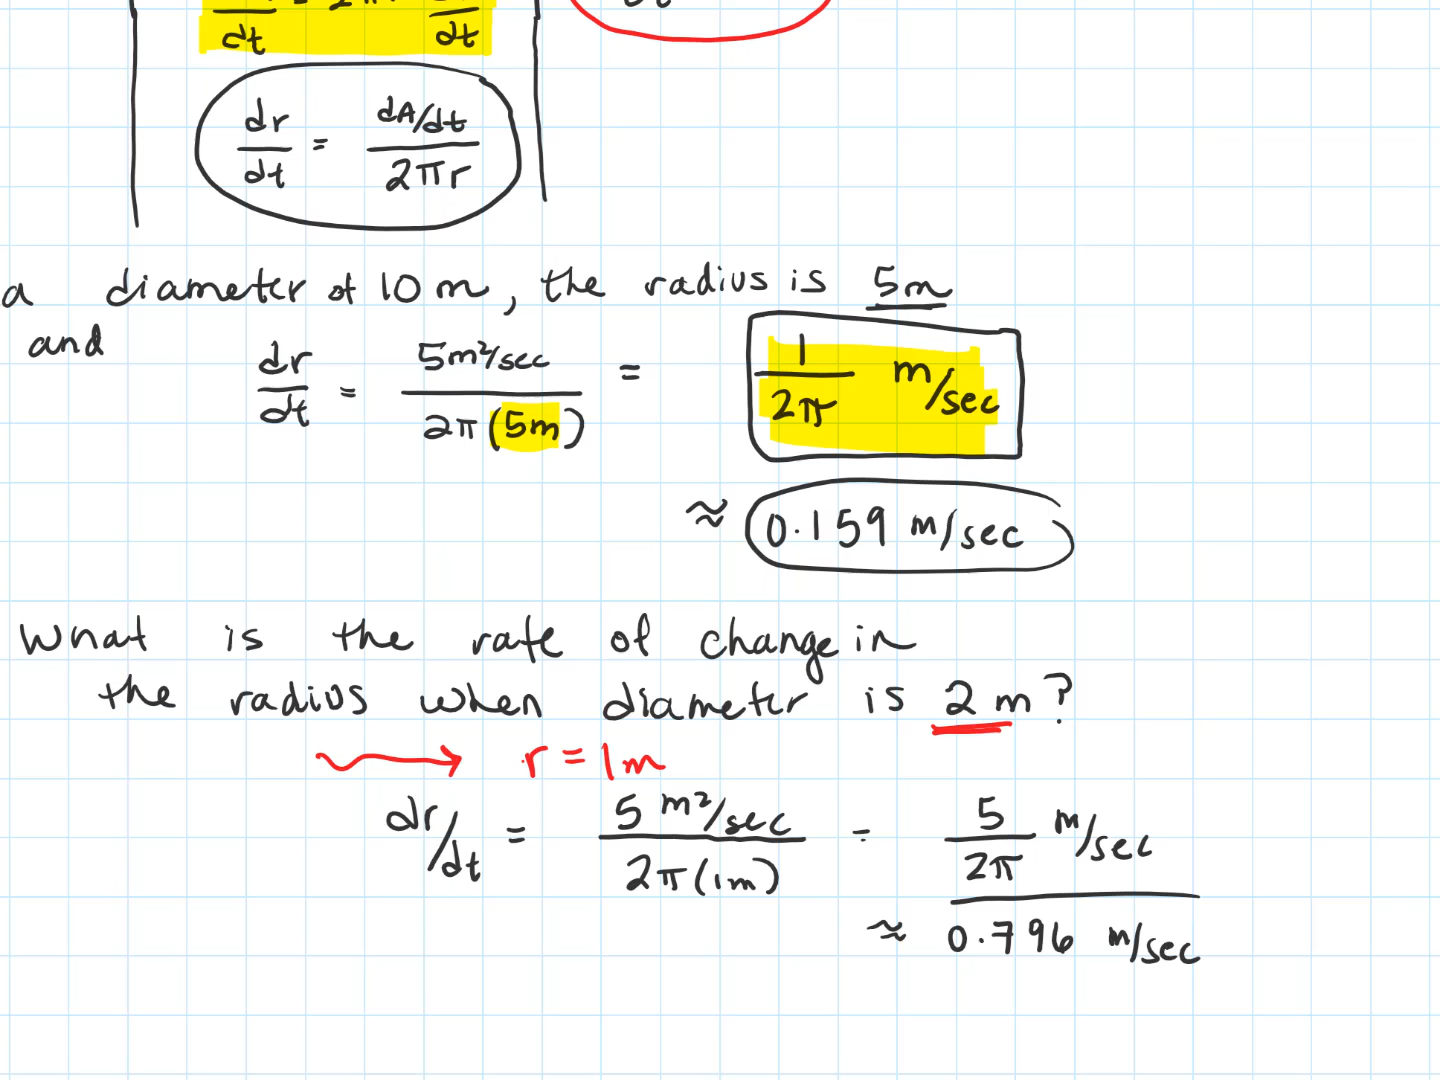 dt dt
dr/dt = (dA/dt)/(2πr)
a diameter of 10 m, the radius is 5m
and dr/dt = (5m²/sec)/(2π(5m)) = 1/(2π) m/sec
≈ 0.159 m/sec
What is the rate of change in
the radius when diameter is 2 m?
r = 1m
dr/dt = (5 m²/sec)/(2π(1m)) = 5/(2π) m/sec
≈ 0.796 m/sec